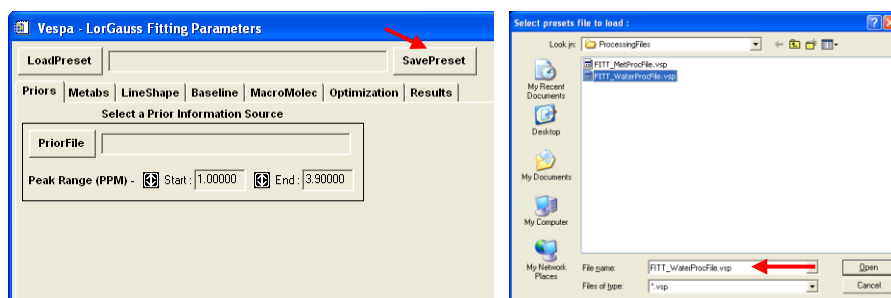 Vespa - LorGauss Fitting Parameters
LoadPreset SavePreset
Priors Metabs LineShape Baseline MacroMolec Optimization Results
Select a Prior Information Source
PriorFile
Peak Range (PPM) - Start : 1.00000 End : 3.90000
Select presets file to load :
Look in: ProcessingFiles
FITT_MetProcFile.vsp
FITT_WaterProcFile.vsp
My Recent
Documents
Desktop
My Documents
My Computer
My Network
Places
File name: FITT_WaterProcFile.vsp Open
Files of type: *.vsp Cancel